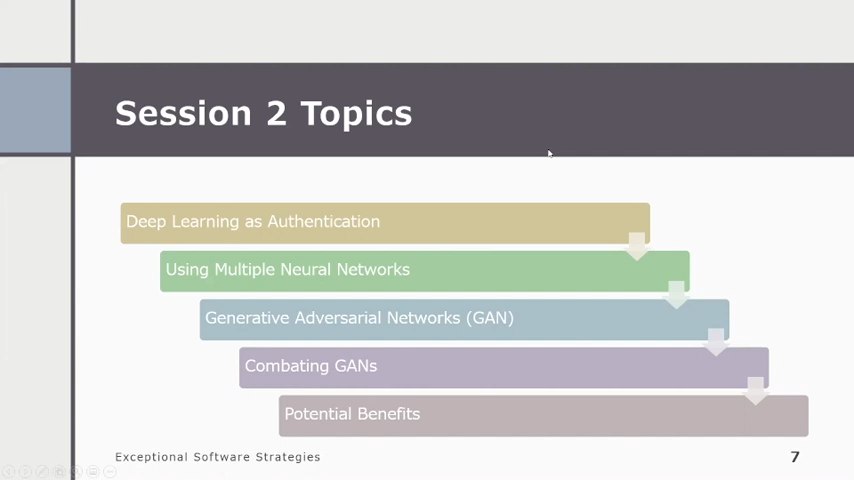 Session 2 Topics
Deep Learning as Authentication
Using Multiple Neural Networks
Generative Adversarial Networks (GAN)
Combating GANs
Potential Benefits
Exceptional Software Strategies
7